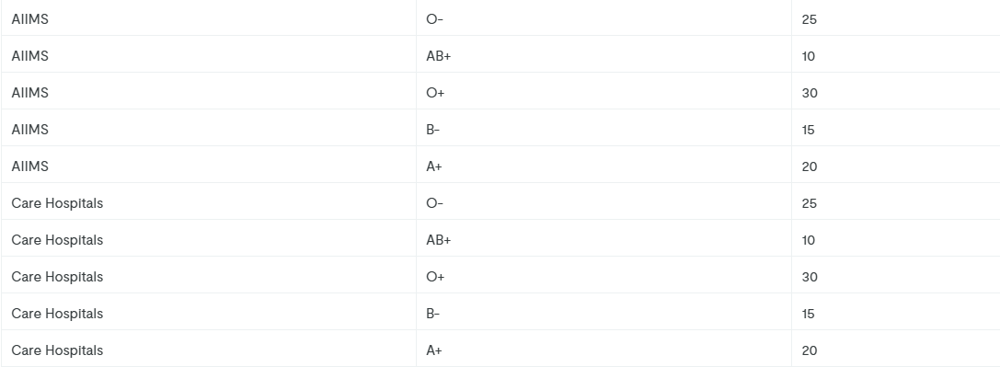 AIIMS O- 25
AIIMS AB+ 10
AIIMS O+ 30
AIIMS B- 15
AIIMS A+ 20
Care Hospitals O- 25
Care Hospitals AB+ 10
Care Hospitals O+ 30
Care Hospitals B- 15
Care Hospitals A+ 20